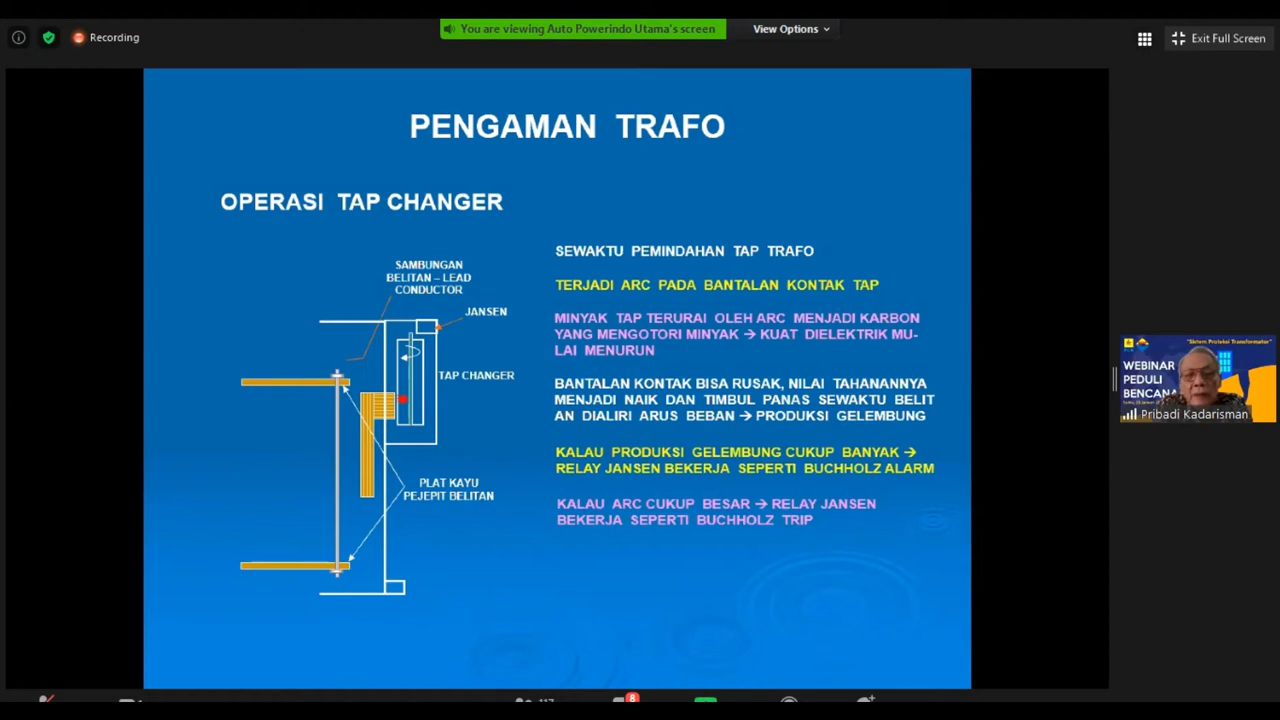 You are viewing Auto Powerindo Utama's screen
View Options
Recording
Exit Full Screen
PENGAMAN TRAFO
OPERASI TAP CHANGER
SAMBUNGAN
BELITAN – LEAD
CONDUCTOR
JANSEN
TAP CHANGER
PLAT KAYU
PEJEPIT BELITAN
SEWAKTU PEMINDAHAN TAP TRAFO
TERJADI ARC PADA BANTALAN KONTAK TAP
MINYAK TAP TERURAI OLEH ARC MENJADI KARBON
YANG MENGOTORI MINYAK → KUAT DIELEKTRIK MU-
LAI MENURUN
BANTALAN KONTAK BISA RUSAK, NILAI TAHANANNYA
MENJADI NAIK DAN TIMBUL PANAS SEWAKTU BELIT
AN DIALIRI ARUS BEBAN → PRODUKSI GELEMBUNG
KALAU PRODUKSI GELEMBUNG CUKUP BANYAK →
RELAY JANSEN BEKERJA SEPERTI BUCHHOLZ ALARM
KALAU ARC CUKUP BESAR → RELAY JANSEN
BEKERJA SEPERTI BUCHHOLZ TRIP
"Sistem Proteksi Transformator"
WEBINAR
PEDULI
BENCANA
Pribadi Kadarisman
8